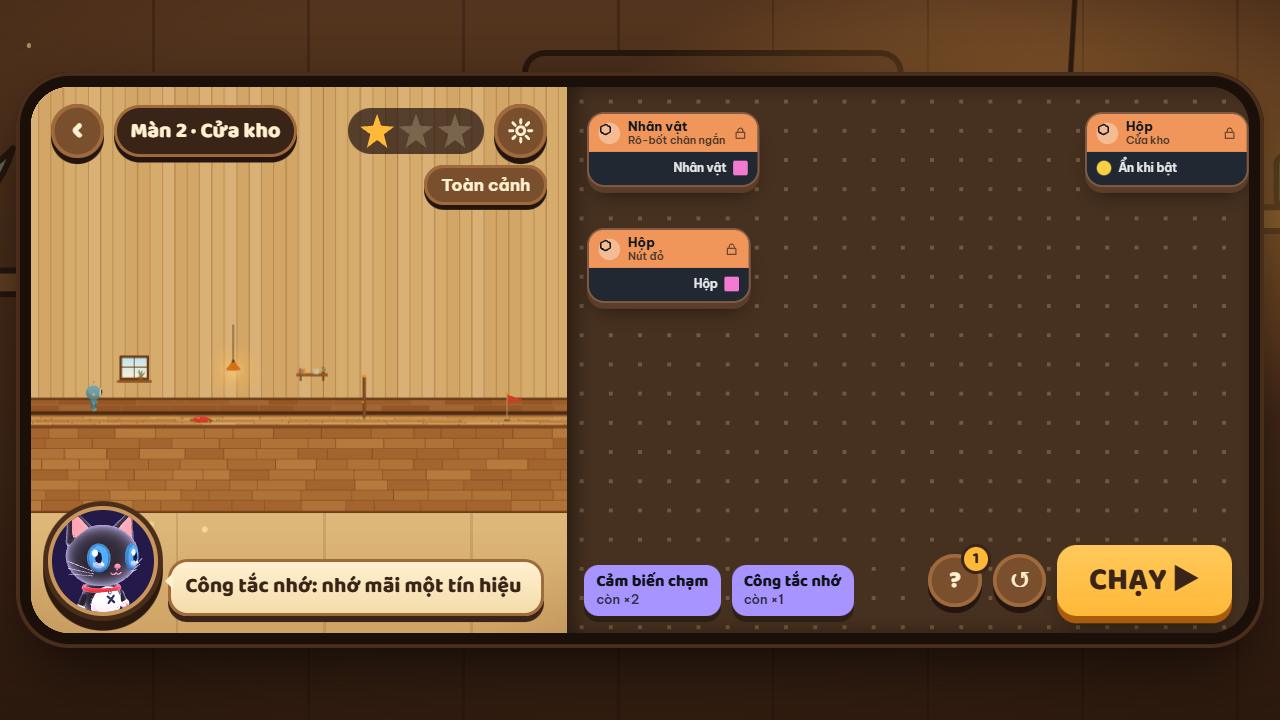 Màn 2 · Cửa kho
Toàn cảnh
Công tắc nhớ: nhớ mãi một tín hiệu
Nhân vật
Rô-bốt chân ngắn
Nhân vật
Hộp
Cửa kho
Ẩn khi bật
Hộp
Nút đỏ
Hộp
Cảm biến chạm
còn ×2
Công tắc nhớ
còn ×1
?
1
CHẠY